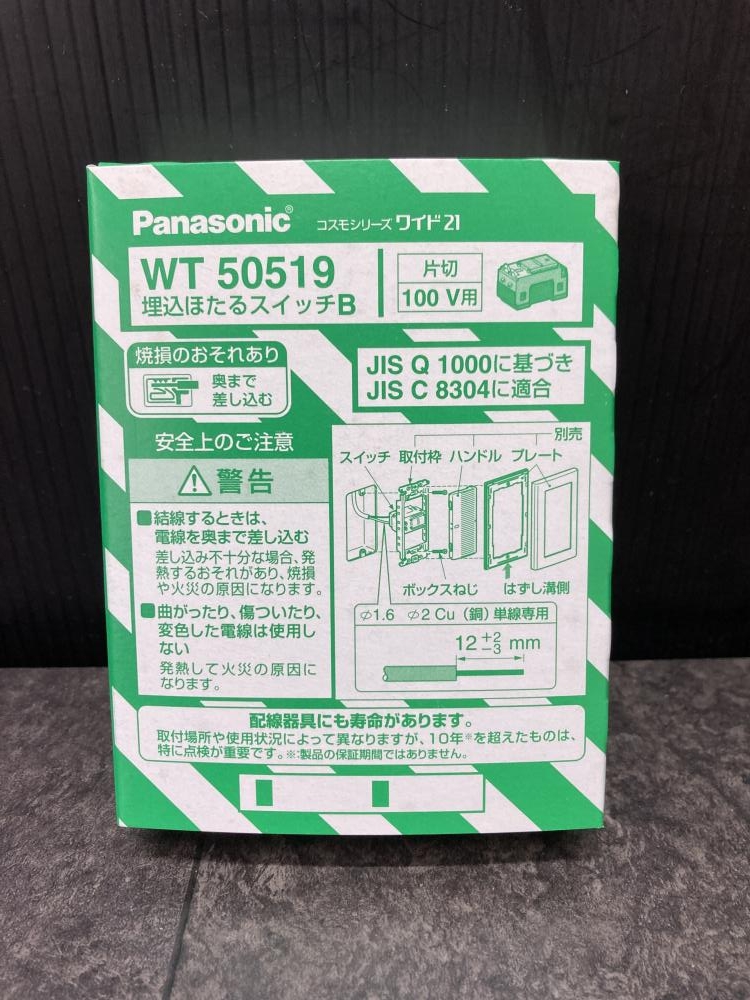 Panasonic® コスモシリーズ ワイド21
WT 50519
埋込ほたるスイッチB
片切
100 V用
焼損のおそれあり
奥まで
差し込む
JIS Q 1000に基づき
JIS C 8304に適合
安全上のご注意
警告
■結線するときは、
電線を奥まで差し込む
差し込み不十分な場合、発
熱するおそれがあり、焼損
や火災の原因になります。
■曲がったり、傷ついたり、
変色した電線は使用し
ない
発熱して火災の原因に
なります。
別売
スイッチ 取付枠 ハンドル プレート
ボックスねじ はずし溝側
∅1.6 ∅2 Cu (銅) 単線専用
12 +2 −3 mm
配線器具にも寿命があります。
取付場所や使用状況によって異なりますが、10年※を超えたものは、
特に点検が重要です。※:製品の保証期間ではありません。